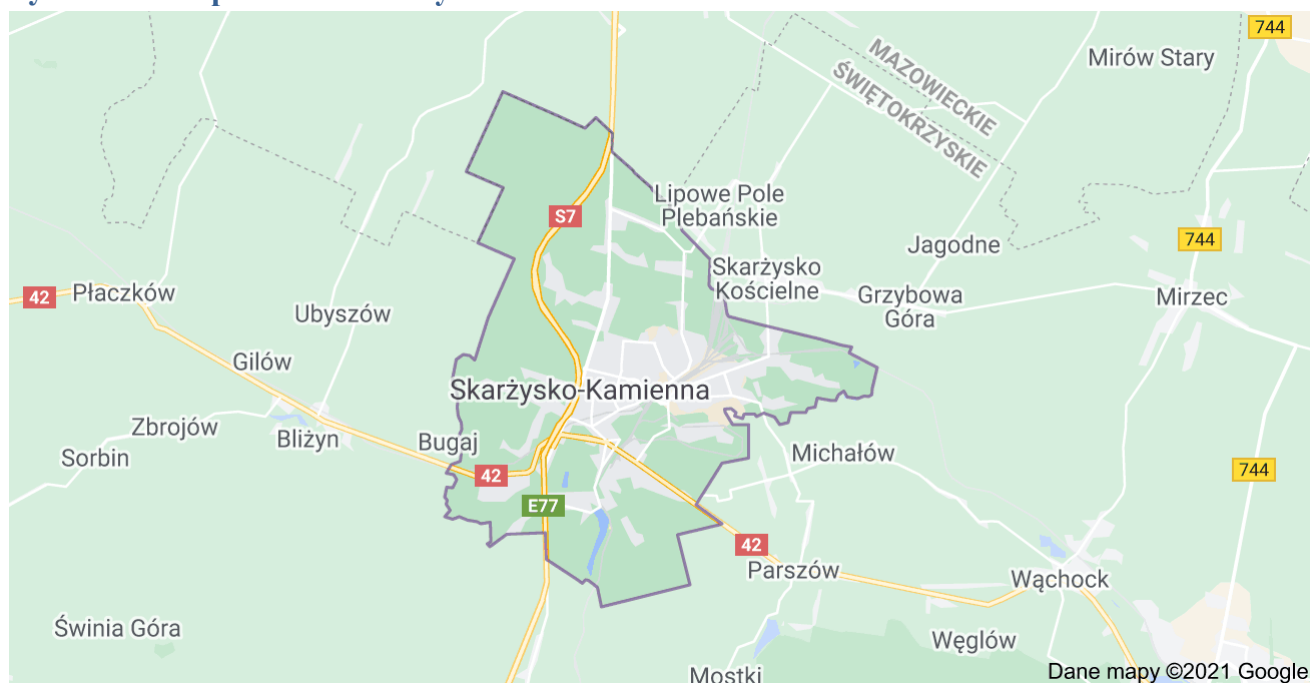 744
Mirów Stary
MAZOWIECKIE
ŚWIĘTOKRZYSKIE
Lipowe Pole
Plebańskie
S7
744
Jagodne
Skarżysko
Kościelne
42
Płaczków
Grzybowa
Góra
Mirzec
Ubyszów
Gilów
Skarżysko-Kamienna
Zbrojów
Bliżyn
Bugaj
Sorbin
Michałów
42
744
E77
42
Parszów
Wąchock
Świnia Góra
Węglów
Mostki
Dane mapy ©2021 Google